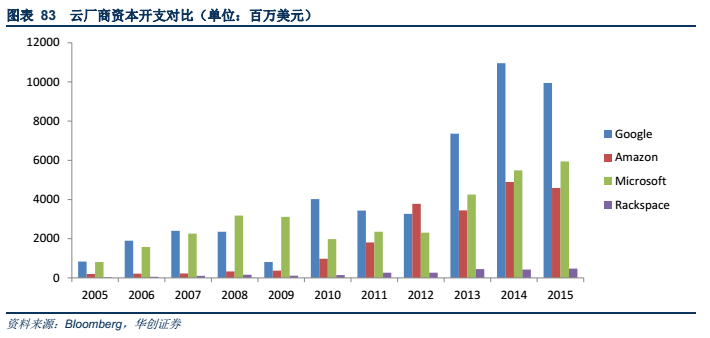 图表 83 云厂商资本开支对比（单位：百万美元）
12000
10000
8000
6000
4000
2000
0
2005 2006 2007 2008 2009 2010 2011 2012 2013 2014 2015
Google
Amazon
Microsoft
Rackspace
资料来源：Bloomberg，华创证券